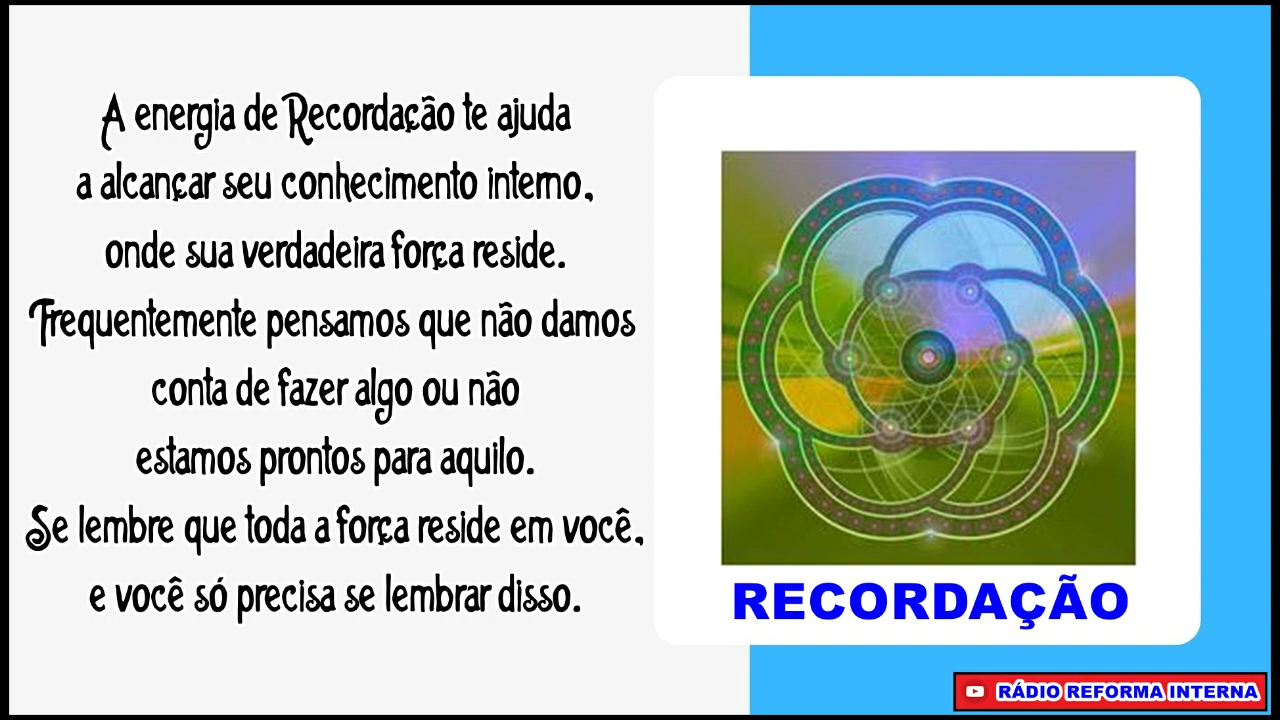 A energia de Recordação te ajuda
a alcançar seu conhecimento interno,
onde sua verdadeira força reside.
Frequentemente pensamos que não damos
conta de fazer algo ou não
estamos prontos para aquilo.
Se lembre que toda a força reside em você,
e você só precisa se lembrar disso.
RECORDAÇÃO
RÁDIO REFORMA INTERNA